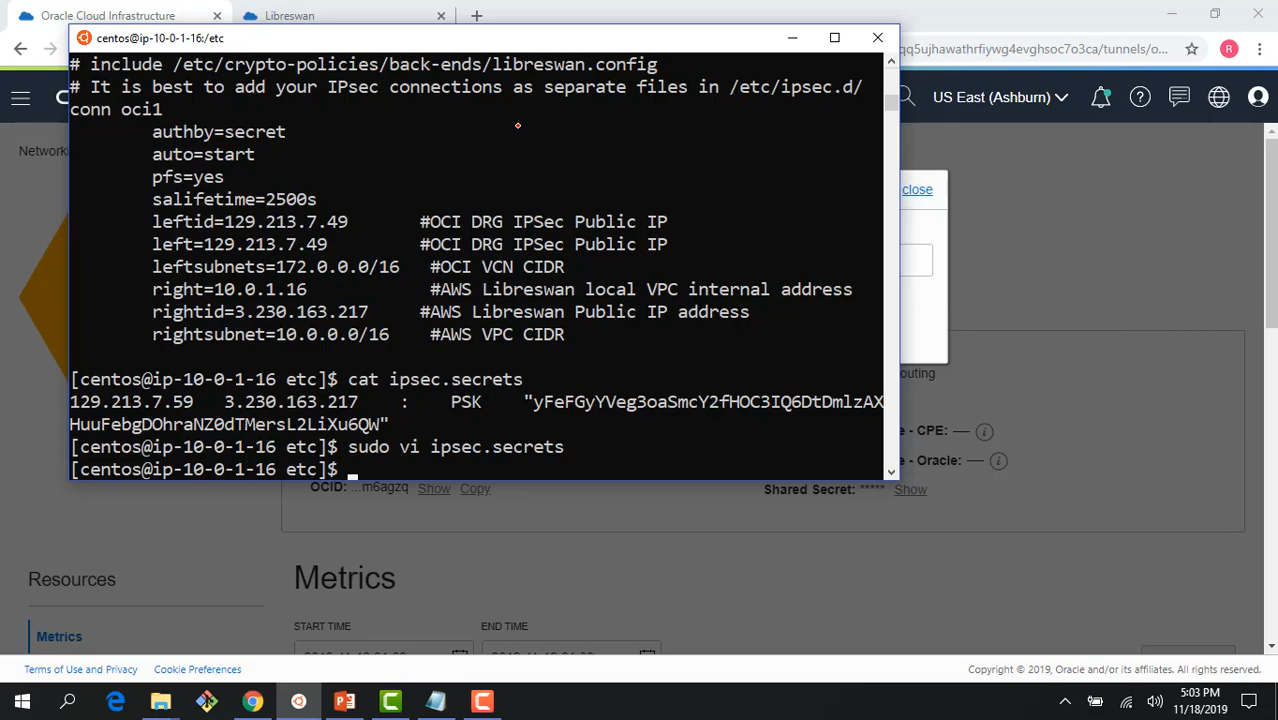 Oracle Cloud Infrastructure
Libreswan
centos@ip-10-0-1-16:/etc
qq5ujhawathrfiywg4evghsoc7o3ca/tunnels/o...
R
# include /etc/crypto-policies/back-ends/libreswan.config
# It is best to add your IPsec connections as separate files in /etc/ipsec.d/
conn oci1
authby=secret
auto=start
pfs=yes
salifetime=2500s
leftid=129.213.7.49 #OCI DRG IPSec Public IP
left=129.213.7.49 #OCI DRG IPSec Public IP
leftsubnets=172.0.0.0/16 #OCI VCN CIDR
right=10.0.1.16 #AWS Libreswan local VPC internal address
rightid=3.230.163.217 #AWS Libreswan Public IP address
rightsubnet=10.0.0.0/16 #AWS VPC CIDR
[centos@ip-10-0-1-16 etc]$ cat ipsec.secrets
129.213.7.59 3.230.163.217 : PSK "yFeFGyYVeg3oaSmcY2fHOC3IQ6DtDmlzAX
HuuFebgDOhraNZ0dTMersL2LiXu6QW"
[centos@ip-10-0-1-16 etc]$ sudo vi ipsec.secrets
[centos@ip-10-0-1-16 etc]$
US East (Ashburn)
Network
close
outing
e - CPE: —
e - Oracle: —
OCID: ...m6agzq Show Copy
Shared Secret: ***** Show
Resources
Metrics
Metrics
START TIME
END TIME
Terms of Use and Privacy
Cookie Preferences
Copyright © 2019, Oracle and/or its affiliates. All rights reserved.
5:03 PM
11/18/2019